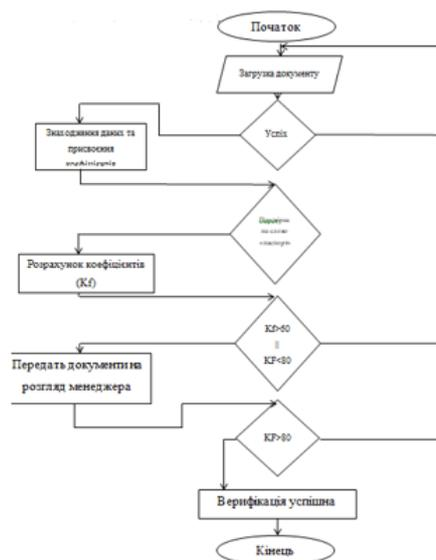 Початок
Загрузка документу
Успіх
Знаходження даних та
присвоєння
Розрахунок коефіцієнтів
(Kf)
Kf>60
||
KF<80
Передать документи на
розгляд менеджера
KF>80
Верифікація успішна
Кінець